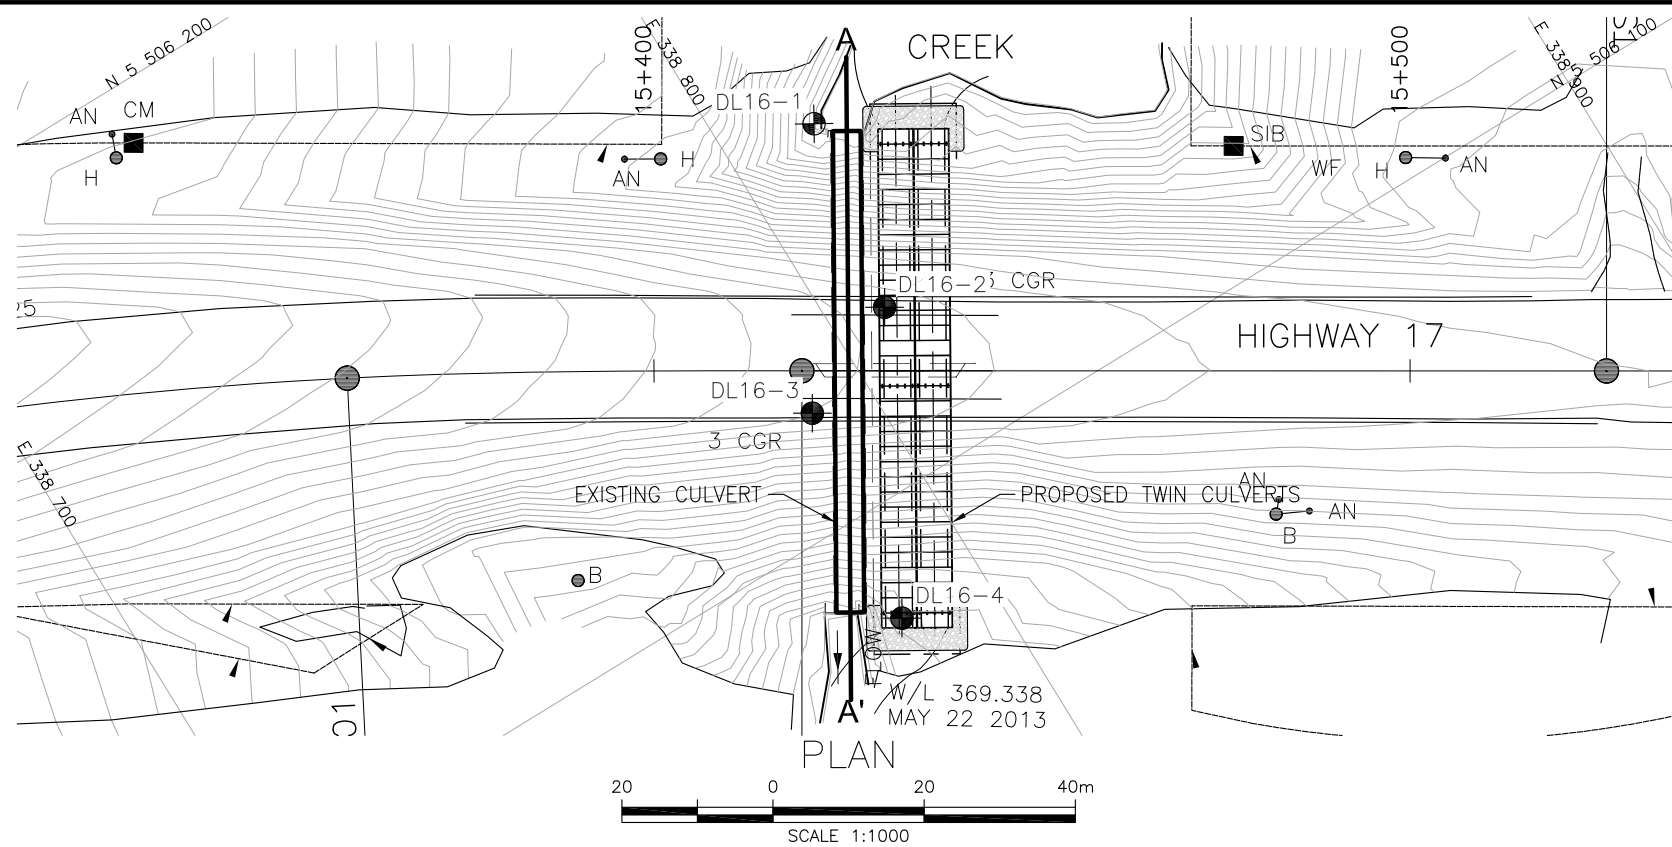 N 5 506 200
AN
CM
H
15+400
E 338 800
AN
H
DL16-1
A
CREEK
15+500
E 338 900
N 5 506 100
SIB
WF
H
AN
DL16-2
3 CGR
HIGHWAY 17
DL16-3
3 CGR
E 338 700
EXISTING CULVERT
PROPOSED TWIN CULVERTS
AN
AN
B
B
DL16-4
W/L 369.338
MAY 22 2013
A'
PLAN
20 0 20 40m
SCALE 1:1000